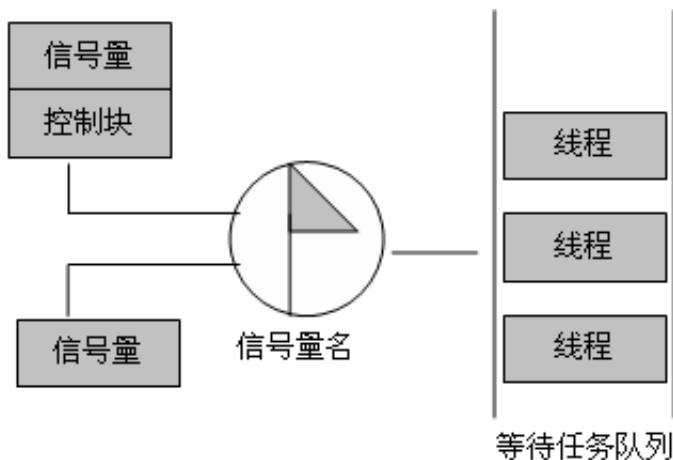 信号量
控制块
信号量
信号量名
线程
线程
线程
等待任务队列